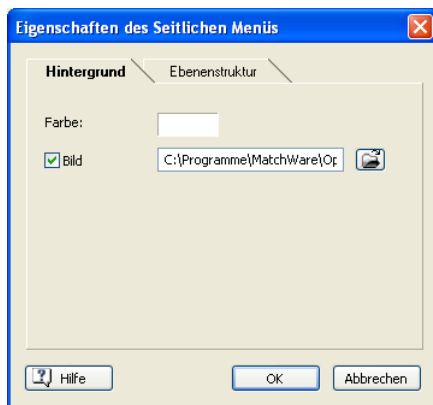 Eigenschaften des Seitlichen Menüs
Hintergrund Ebenenstruktur
Farbe:
Bild C:\Programme\MatchWare\Op
Hilfe OK Abbrechen